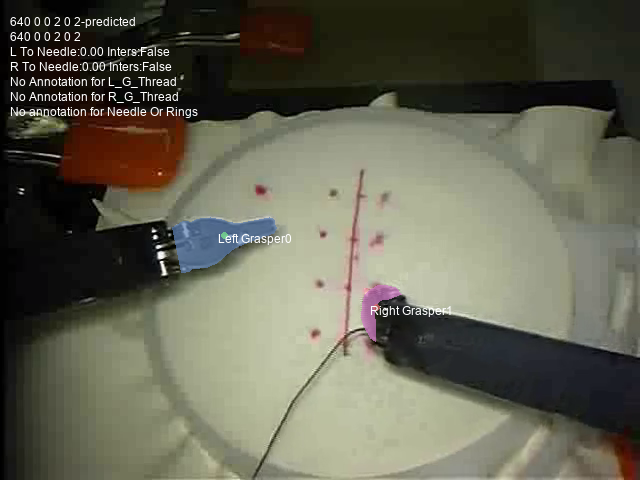 640 0 0 2 0 2-predicted
640 0 0 2 0 2
L To Needle:0.00 Inters:False
R To Needle:0.00 Inters:False
No Annotation for L_G_Thread
No Annotation for R_G_Thread
No annotation for Needle Or Rings
Left Grasper0
Right Grasper1